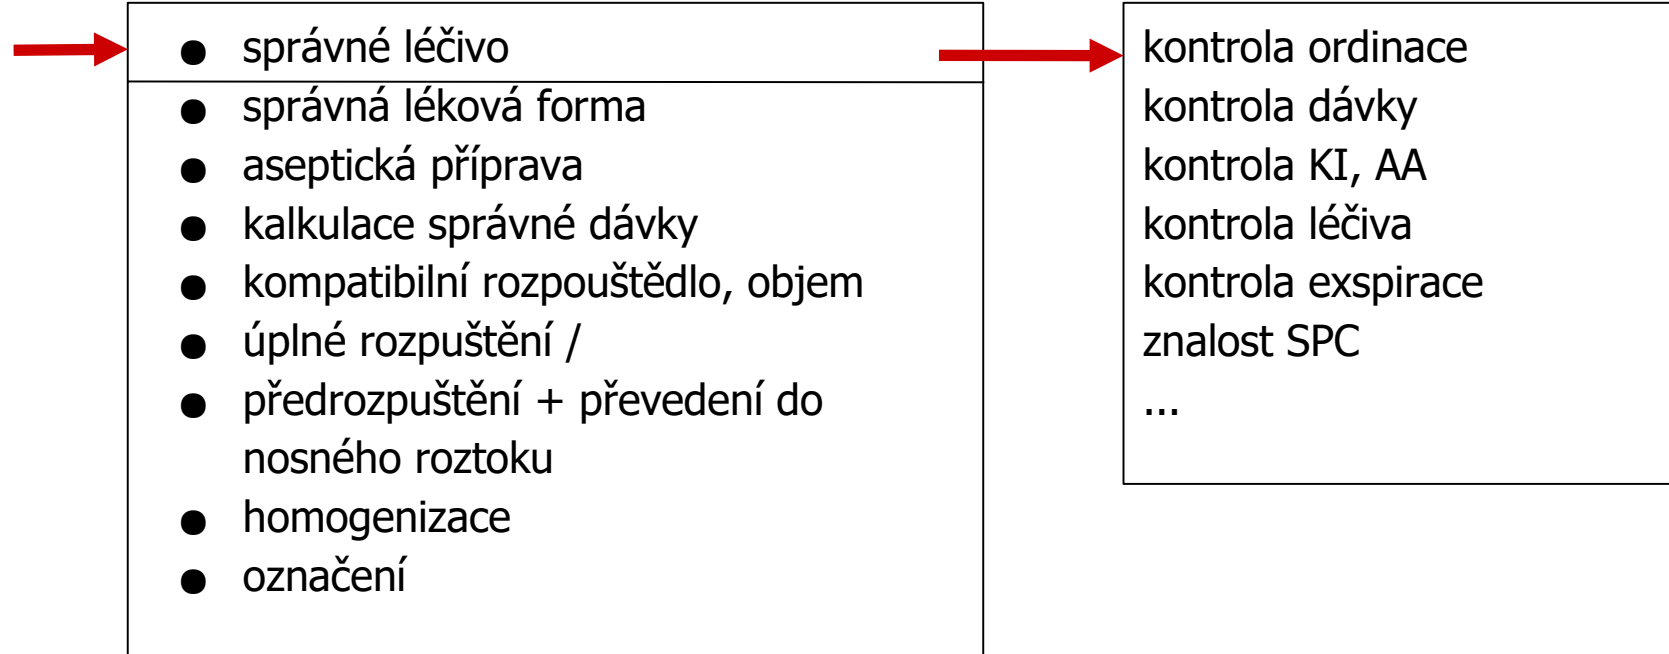 ● správné léčivo
● správná léková forma
● aseptická příprava
● kalkulace správné dávky
● kompatibilní rozpouštědlo, objem
● úplné rozpuštění /
● předrozpuštění + převedení do
nosného roztoku
● homogenizace
● označení
kontrola ordinace
kontrola dávky
kontrola KI, AA
kontrola léčiva
kontrola exspirace
znalost SPC
...